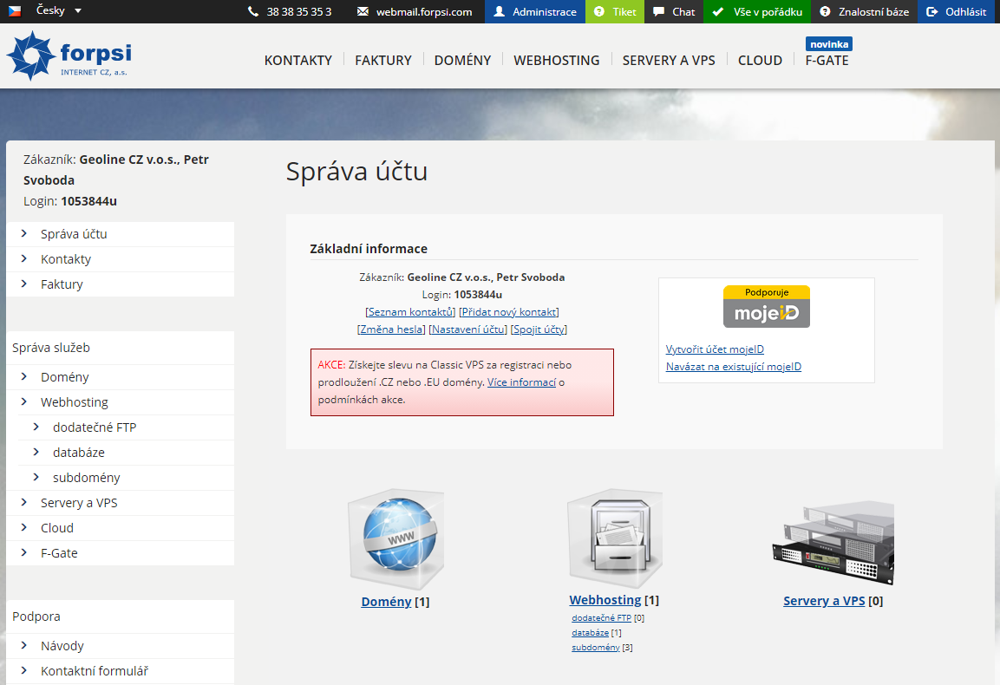 Česky
38 38 35 35 3
webmail.forpsi.com
Administrace
Tiket
Chat
Vše v pořádku
Znalostní báze
Odhlásit
forpsi
INTERNET CZ, a.s.
KONTAKTY
FAKTURY
DOMÉNY
WEBHOSTING
SERVERY A VPS
CLOUD
novinka
F-GATE
Zákazník: Geoline CZ v.o.s., Petr
Svoboda
Login: 1053844u
Správa účtu
Kontakty
Faktury
Správa služeb
Domény
Webhosting
dodatečné FTP
databáze
subdomény
Servery a VPS
Cloud
F-Gate
Podpora
Návody
Kontaktní formulář
Správa účtu
Základní informace
Zákazník: Geoline CZ v.o.s., Petr Svoboda
Login: 1053844u
[Seznam kontaktů] [Přidat nový kontakt]
[Změna hesla] [Nastavení účtu] [Spojit účty]
AKCE: Získejte slevu na Classic VPS za registraci nebo
prodloužení .CZ nebo .EU domény. Více informací o
podmínkách akce.
Podporuje
mojeID
Vytvořit účet mojeID
Navázat na existující mojeID
WWW
Domény [1]
Webhosting [1]
dodatečné FTP [0]
databáze [1]
subdomény [3]
Servery a VPS [0]